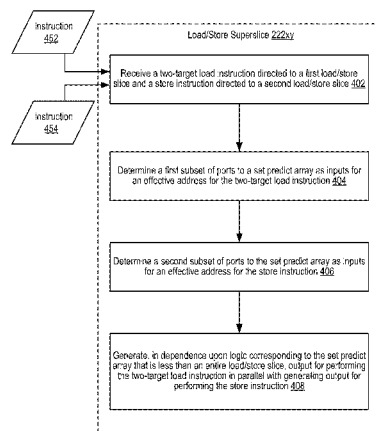 Instruction
452
Instruction
454
Load/Store Superslice 222xy
Receive a two-target load instruction directed to a first load/store
slice and a store instruction directed to a second load/store slice 402
Determine a first subset of ports to a set predict array as inputs for
an effective address for the two-target load instruction 404
Determine a second subset of ports to the set predict array as inputs
for an effective address for the store instruction 406
Generate, in dependence upon logic corresponding to the set predict
array that is less than an entire load/store slice, output for performing
the two-target load instruction in parallel with generating output for
performing the store instruction 408